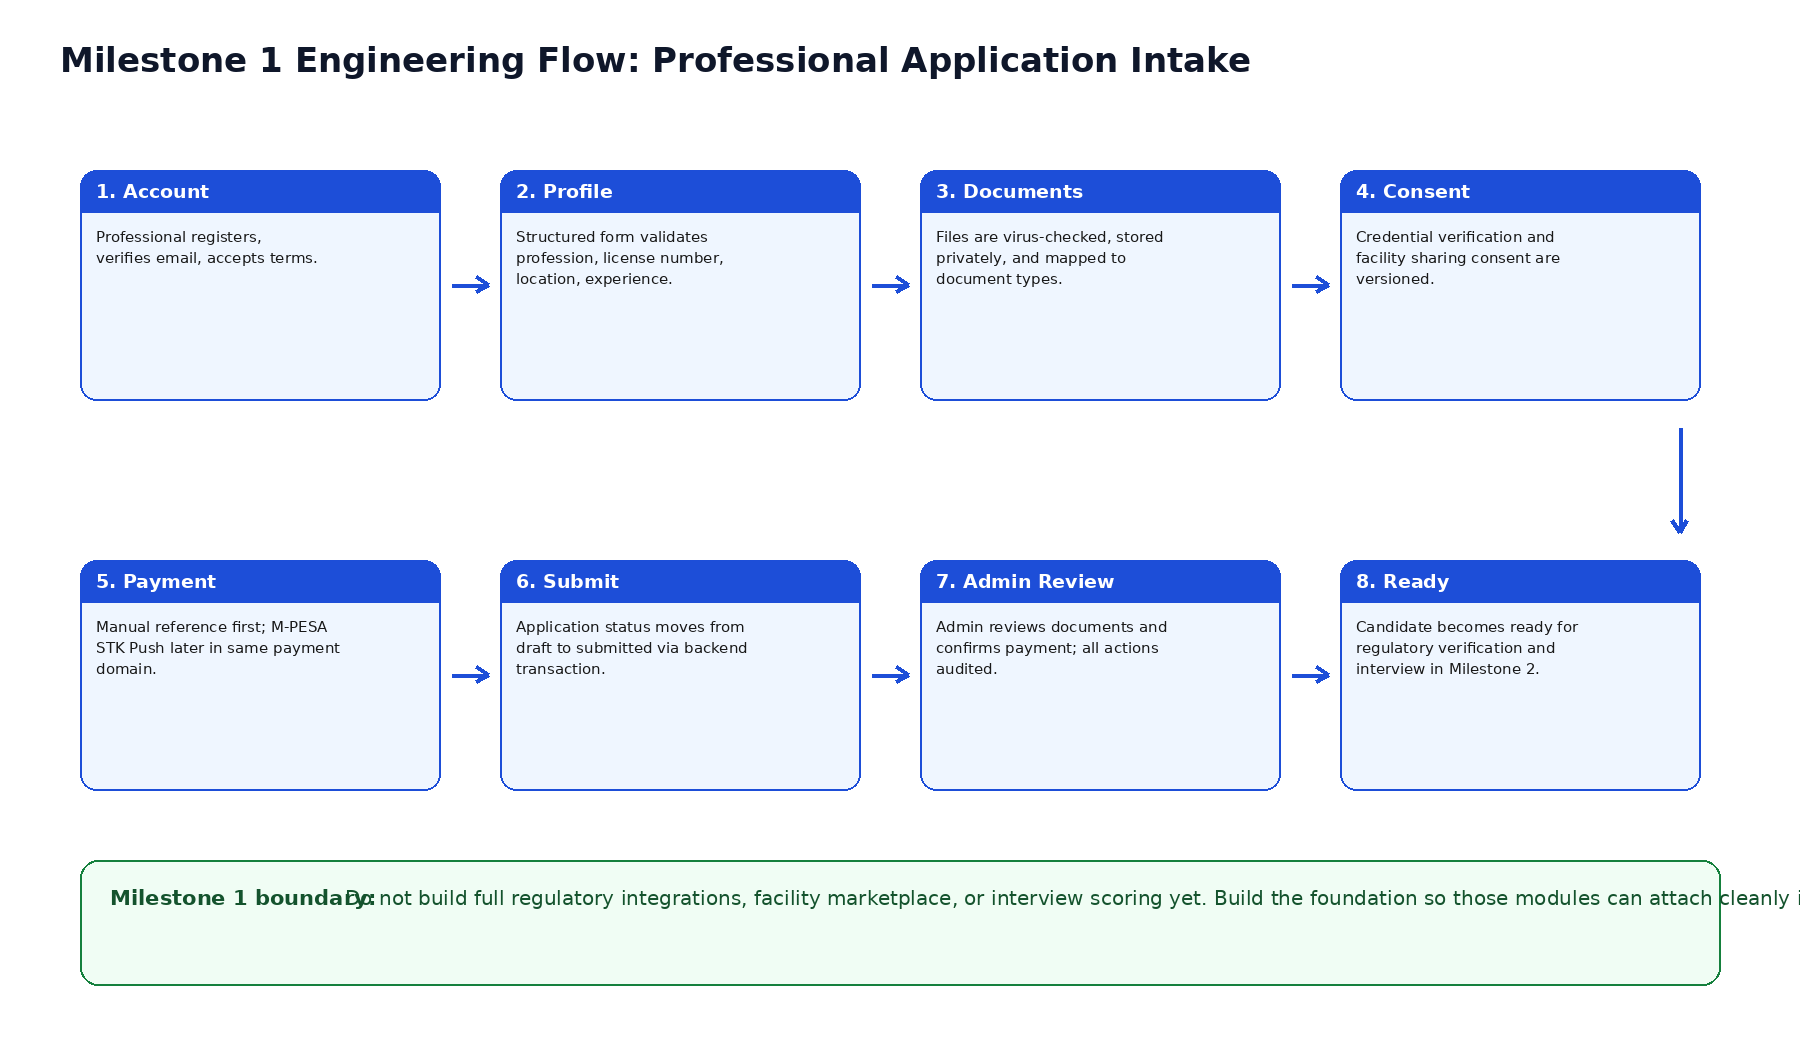 Milestone 1 Engineering Flow: Professional Application Intake
1. Account
Professional registers,
verifies email, accepts terms.
2. Profile
Structured form validates
profession, license number,
location, experience.
3. Documents
Files are virus-checked, stored
privately, and mapped to
document types.
4. Consent
Credential verification and
facility sharing consent are
versioned.
5. Payment
Manual reference first; M-PESA
STK Push later in same payment
domain.
6. Submit
Application status moves from
draft to submitted via backend
transaction.
7. Admin Review
Admin reviews documents and
confirms payment; all actions
audited.
8. Ready
Candidate becomes ready for
regulatory verification and
interview in Milestone 2.
Milestone 1 boundary: Do not build full regulatory integrations, facility marketplace, or interview scoring yet. Build the foundation so those modules can attach cleanly